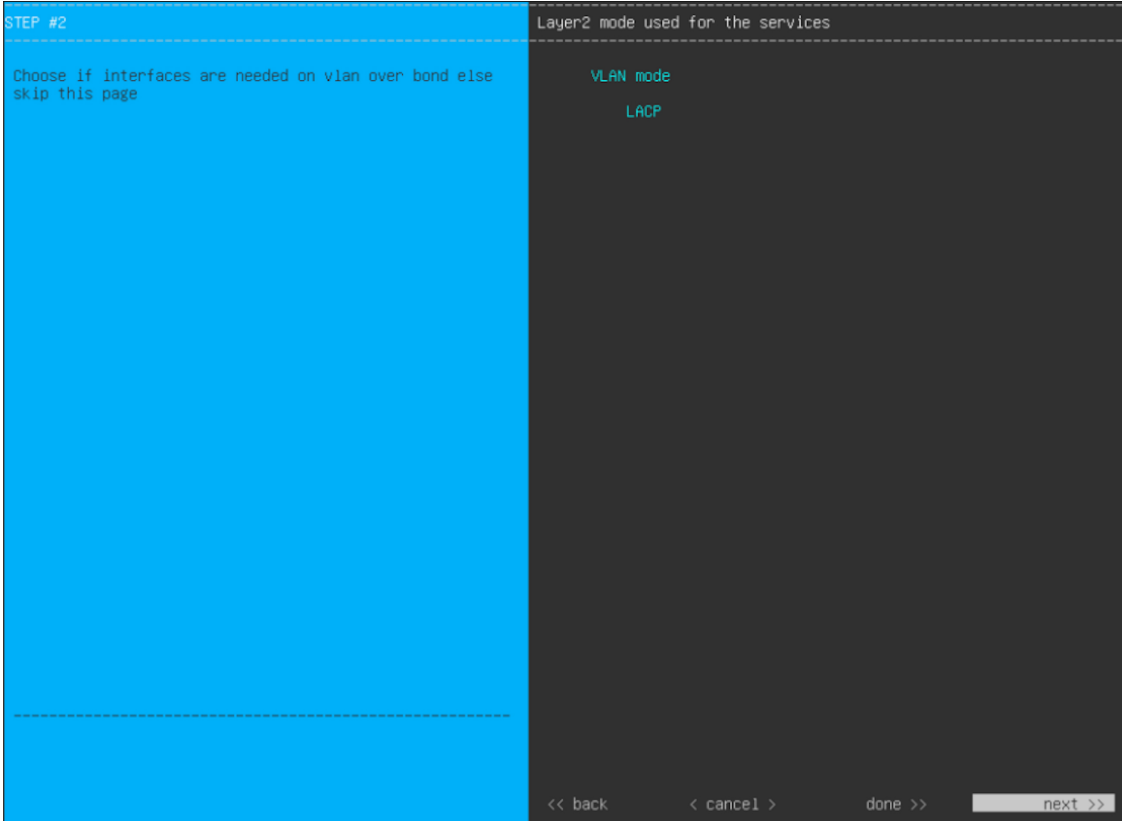 STEP #2
Choose if interfaces are needed on vlan over bond else
skip this page
Layer2 mode used for the services
VLAN mode
LACP
<< back < cancel > done >> next >>